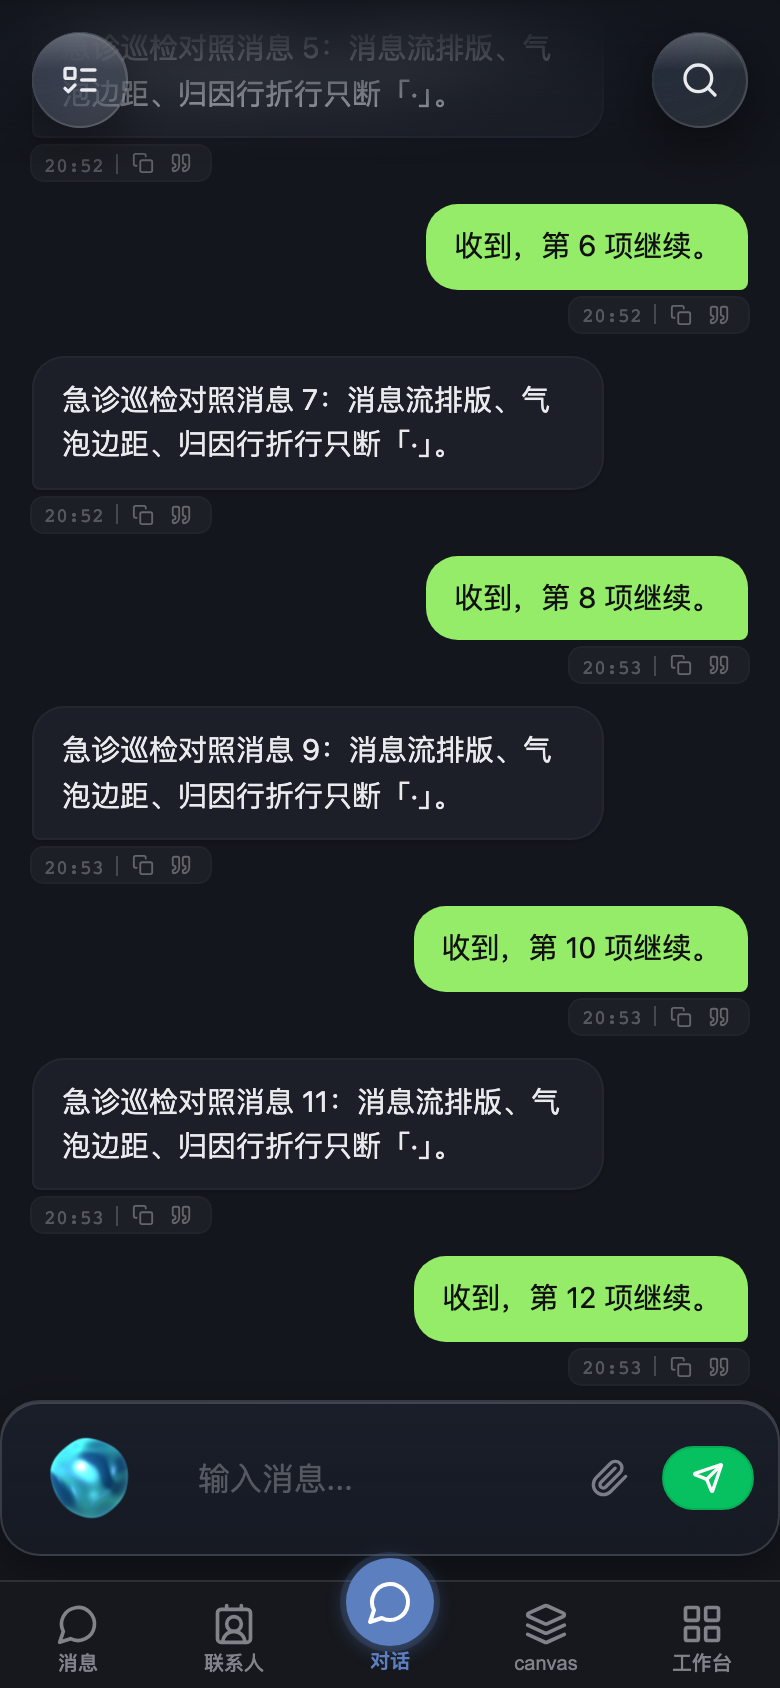 急诊巡检对照消息 5：消息流排版、气
泡边距、归因行折行只断「·」。
20:52
收到，第 6 项继续。
20:52
急诊巡检对照消息 7：消息流排版、气
泡边距、归因行折行只断「·」。
20:52
收到，第 8 项继续。
20:53
急诊巡检对照消息 9：消息流排版、气
泡边距、归因行折行只断「·」。
20:53
收到，第 10 项继续。
20:53
急诊巡检对照消息 11：消息流排版、气
泡边距、归因行折行只断「·」。
20:53
收到，第 12 项继续。
20:53
输入消息...
消息
联系人
对话
canvas
工作台